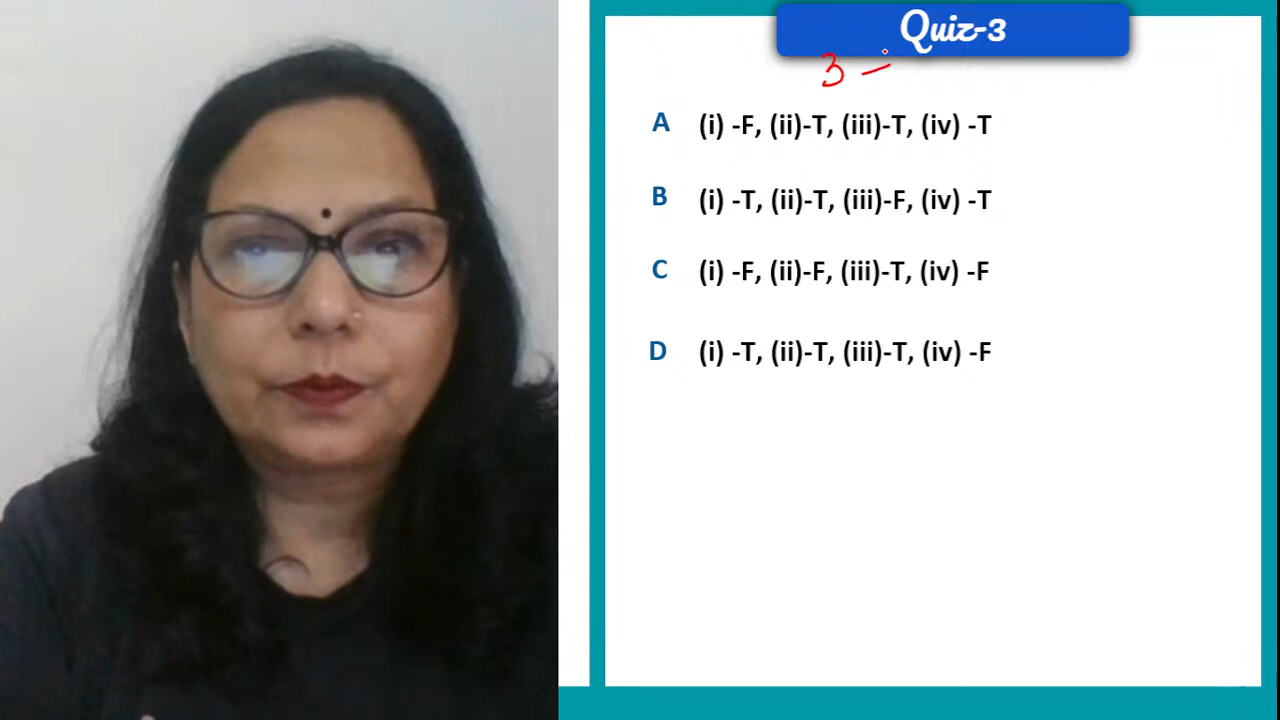 Quiz-3
3 -
A (i) -F, (ii)-T, (iii)-T, (iv) -T
B (i) -T, (ii)-T, (iii)-F, (iv) -T
C (i) -F, (ii)-F, (iii)-T, (iv) -F
D (i) -T, (ii)-T, (iii)-T, (iv) -F